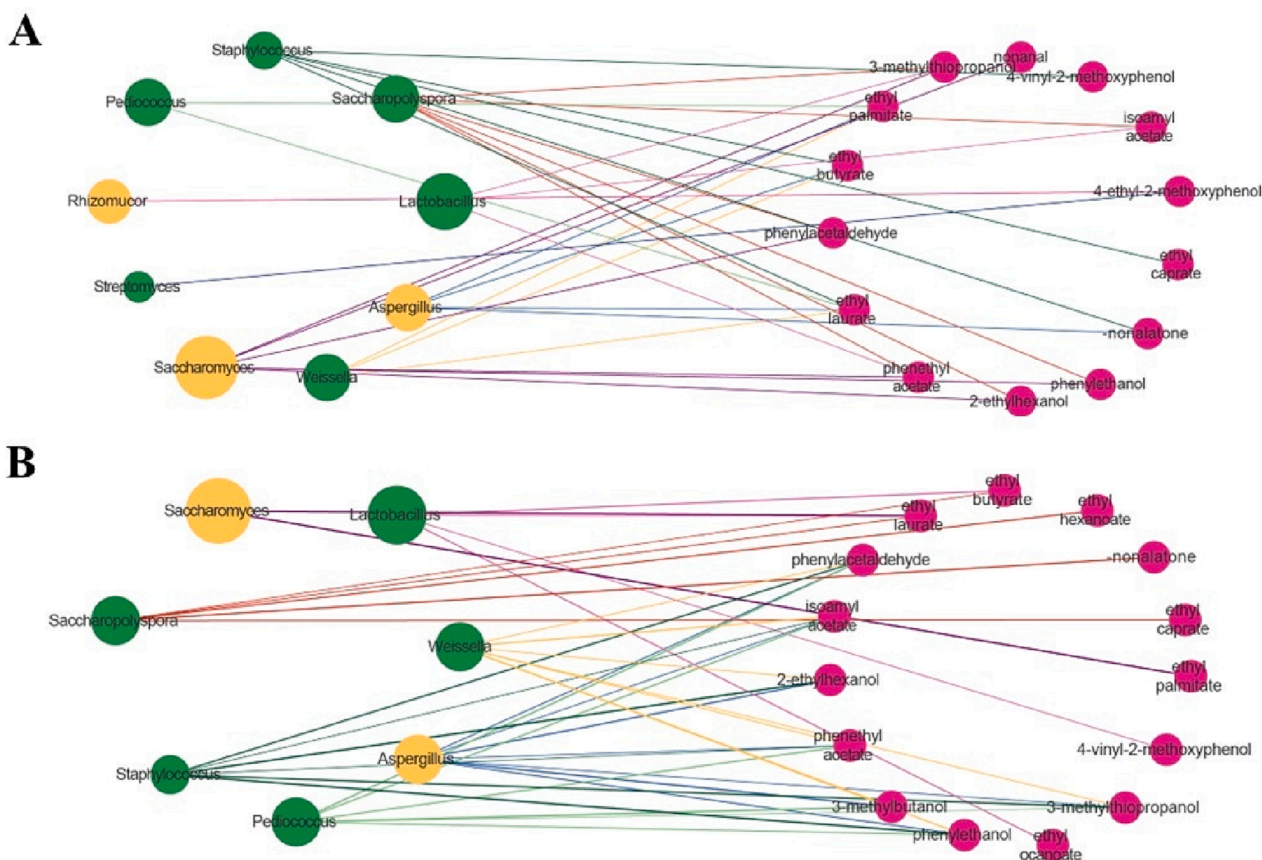 A
Staphylococcus
nonanal
3-methylthiopropanol
4-vinyl-2-methoxyphenol
Pediococcus
Saccharopolyspora
ethyl
palmitate
isoamyl
acetate
ethyl
butyrate
Rhizomucor
Lactobacillus
4-ethyl-2-methoxyphenol
phenylacetaldehyde
ethyl
caprate
Streptomyces
Aspergillus
ethyl
laurate
-nonalatone
Saccharomyces
Weissella
phenethyl
acetate
phenylethanol
2-ethylhexanol
B
Saccharomyces
Lactobacillus
ethyl
butyrate
ethyl
laurate
ethyl
hexanoate
phenylacetaldehyde
-nonalatone
Saccharopolyspora
isoamyl
acetate
ethyl
caprate
Weissella
2-ethylhexanol
ethyl
palmitate
Staphylococcus
Aspergillus
phenethyl
acetate
4-vinyl-2-methoxyphenol
Pediococcus
3-methylbutanol
3-methylthiopropanol
phenylethanol
ethyl
ocanoate